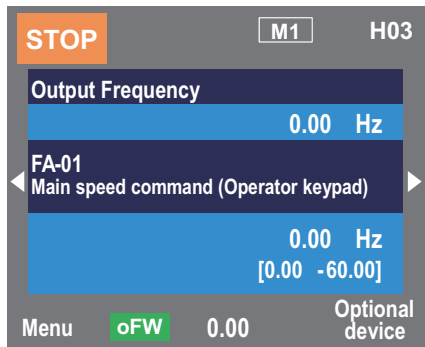 STOP M1 H03
Output Frequency
0.00 Hz
FA-01
Main speed command (Operator keypad)
0.00 Hz
[0.00 -60.00]
Menu oFW 0.00 Optional
device